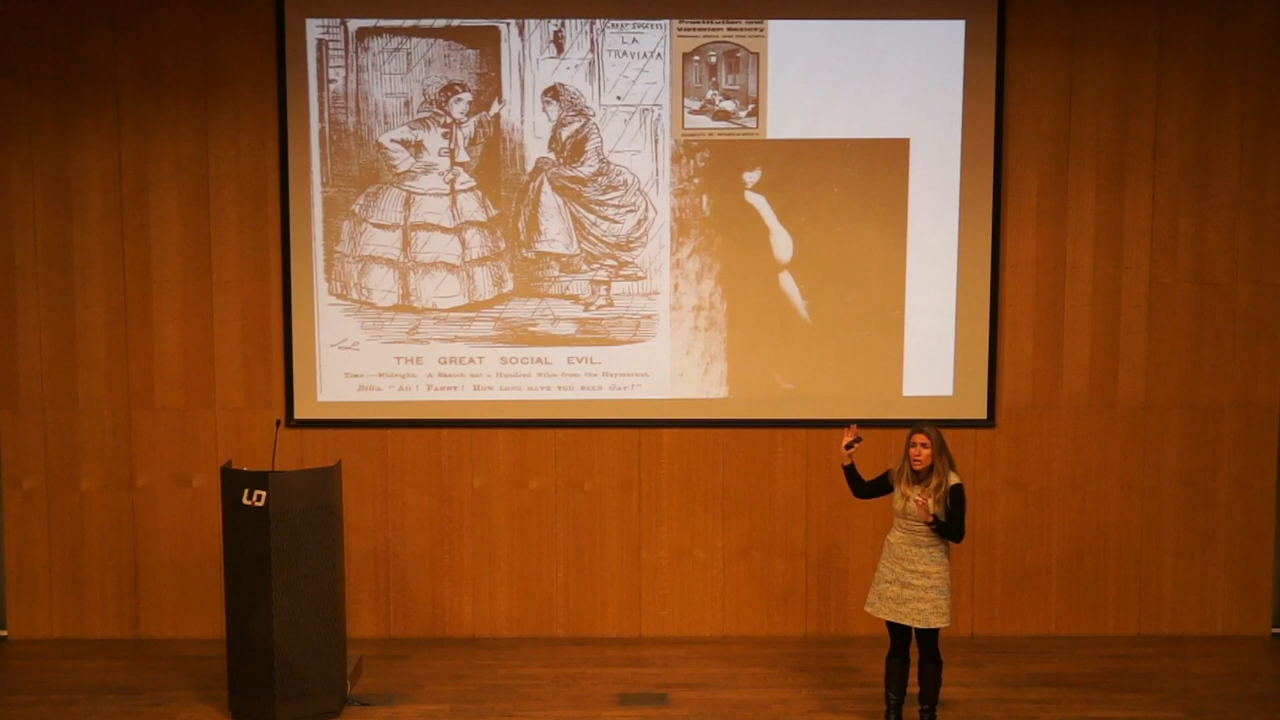 GREAT SUCCESS
LA
TRAVIATA
Prostitution and
Victorian Society
THE GREAT SOCIAL EVIL.
Time:—Midnight. A Sketch not a Hundred Miles from the Haymarket.
Bella. "Ah! Fanny! How long have you been Gay?"
UP